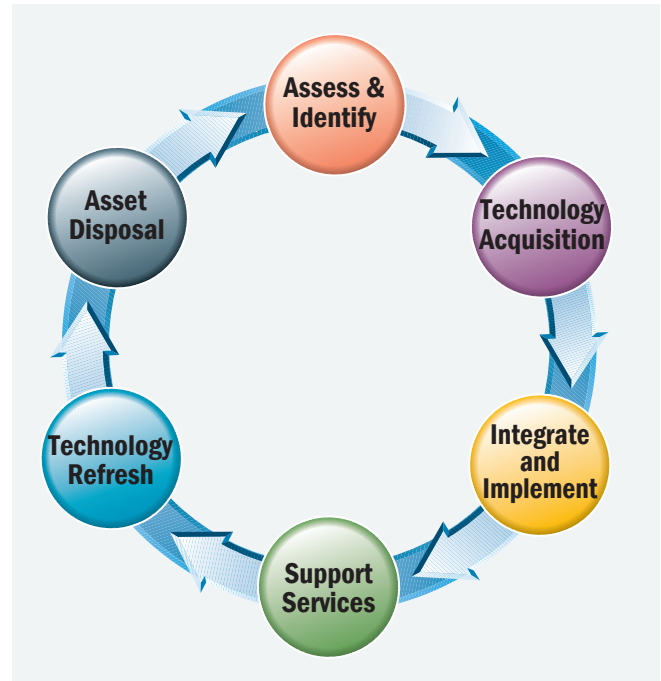 Assess &
Identify
Technology
Acquisition
Integrate
and
Implement
Support
Services
Technology
Refresh
Asset
Disposal